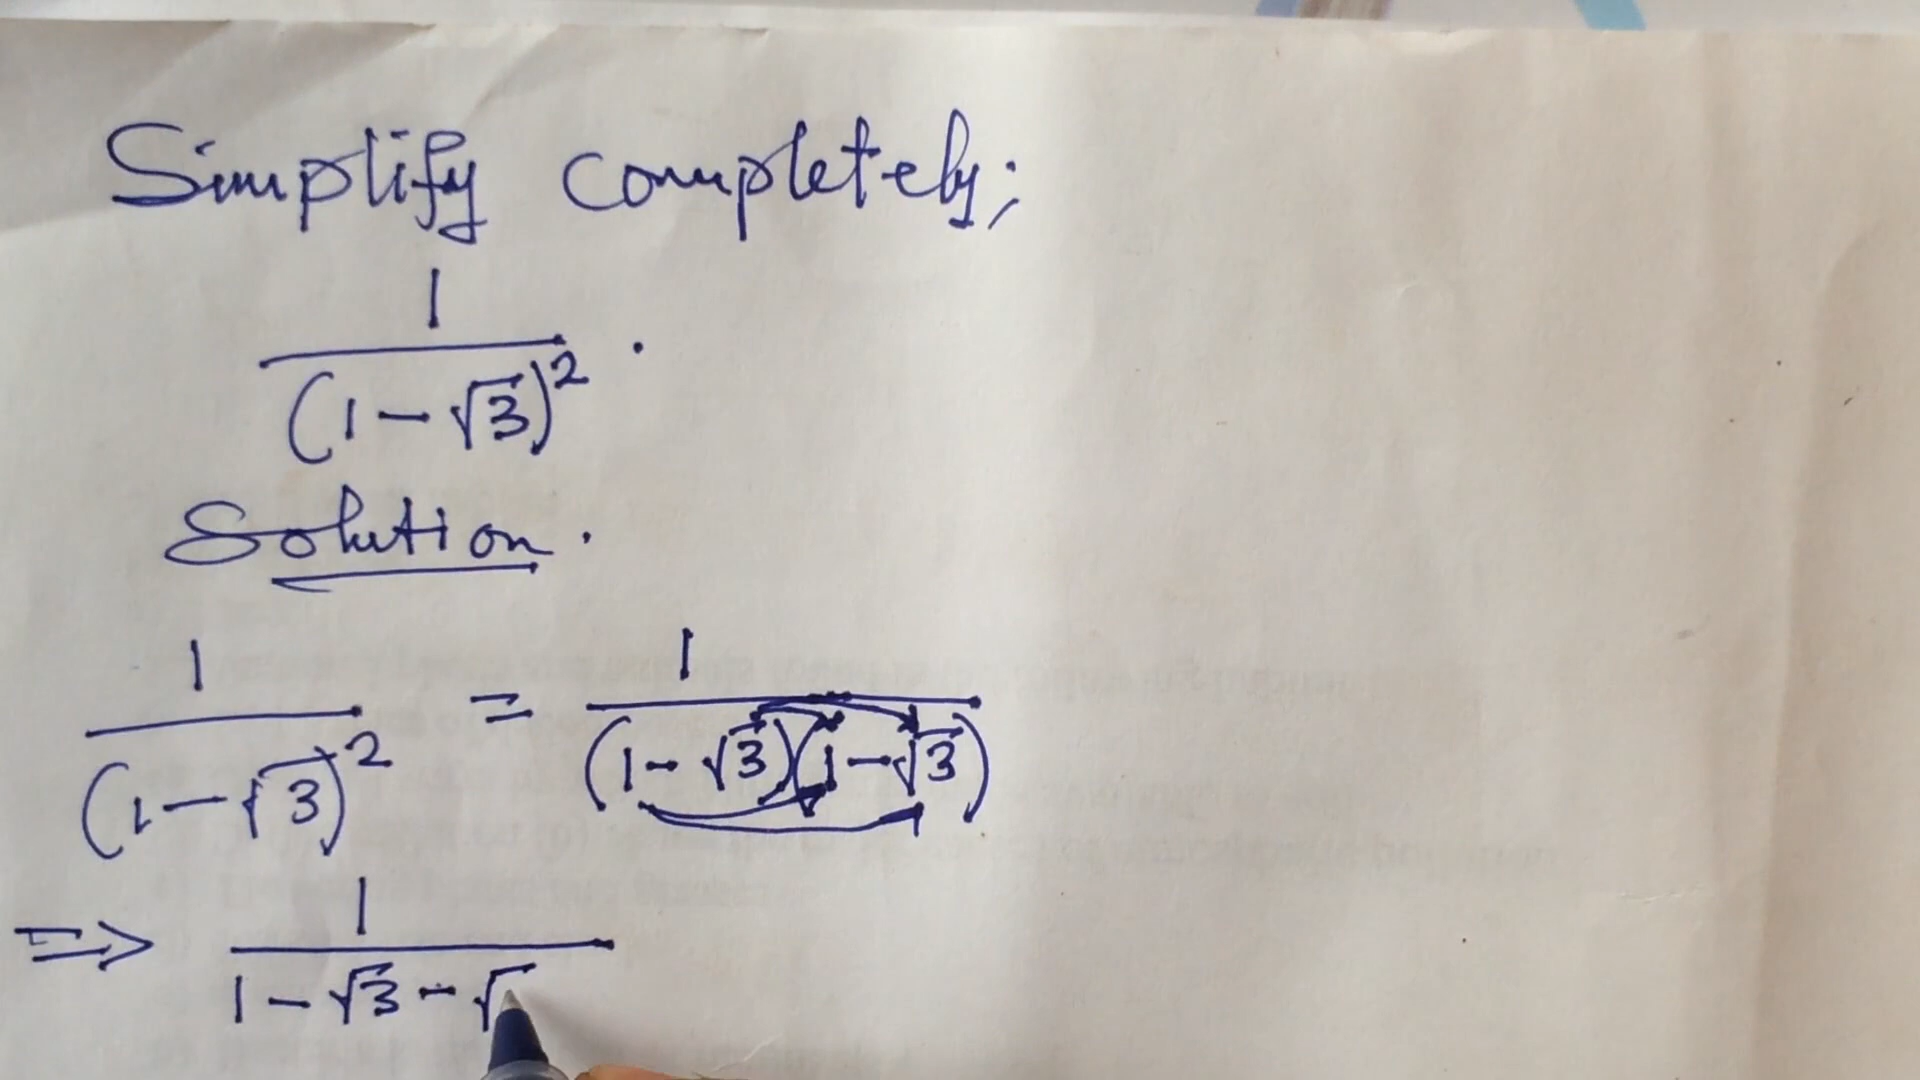 Simplify completely;
1
(1-√3)² .
Solution.
1/(1-√3)² = 1/(1-√3)(1-√3)
=> 1/1-√3-√